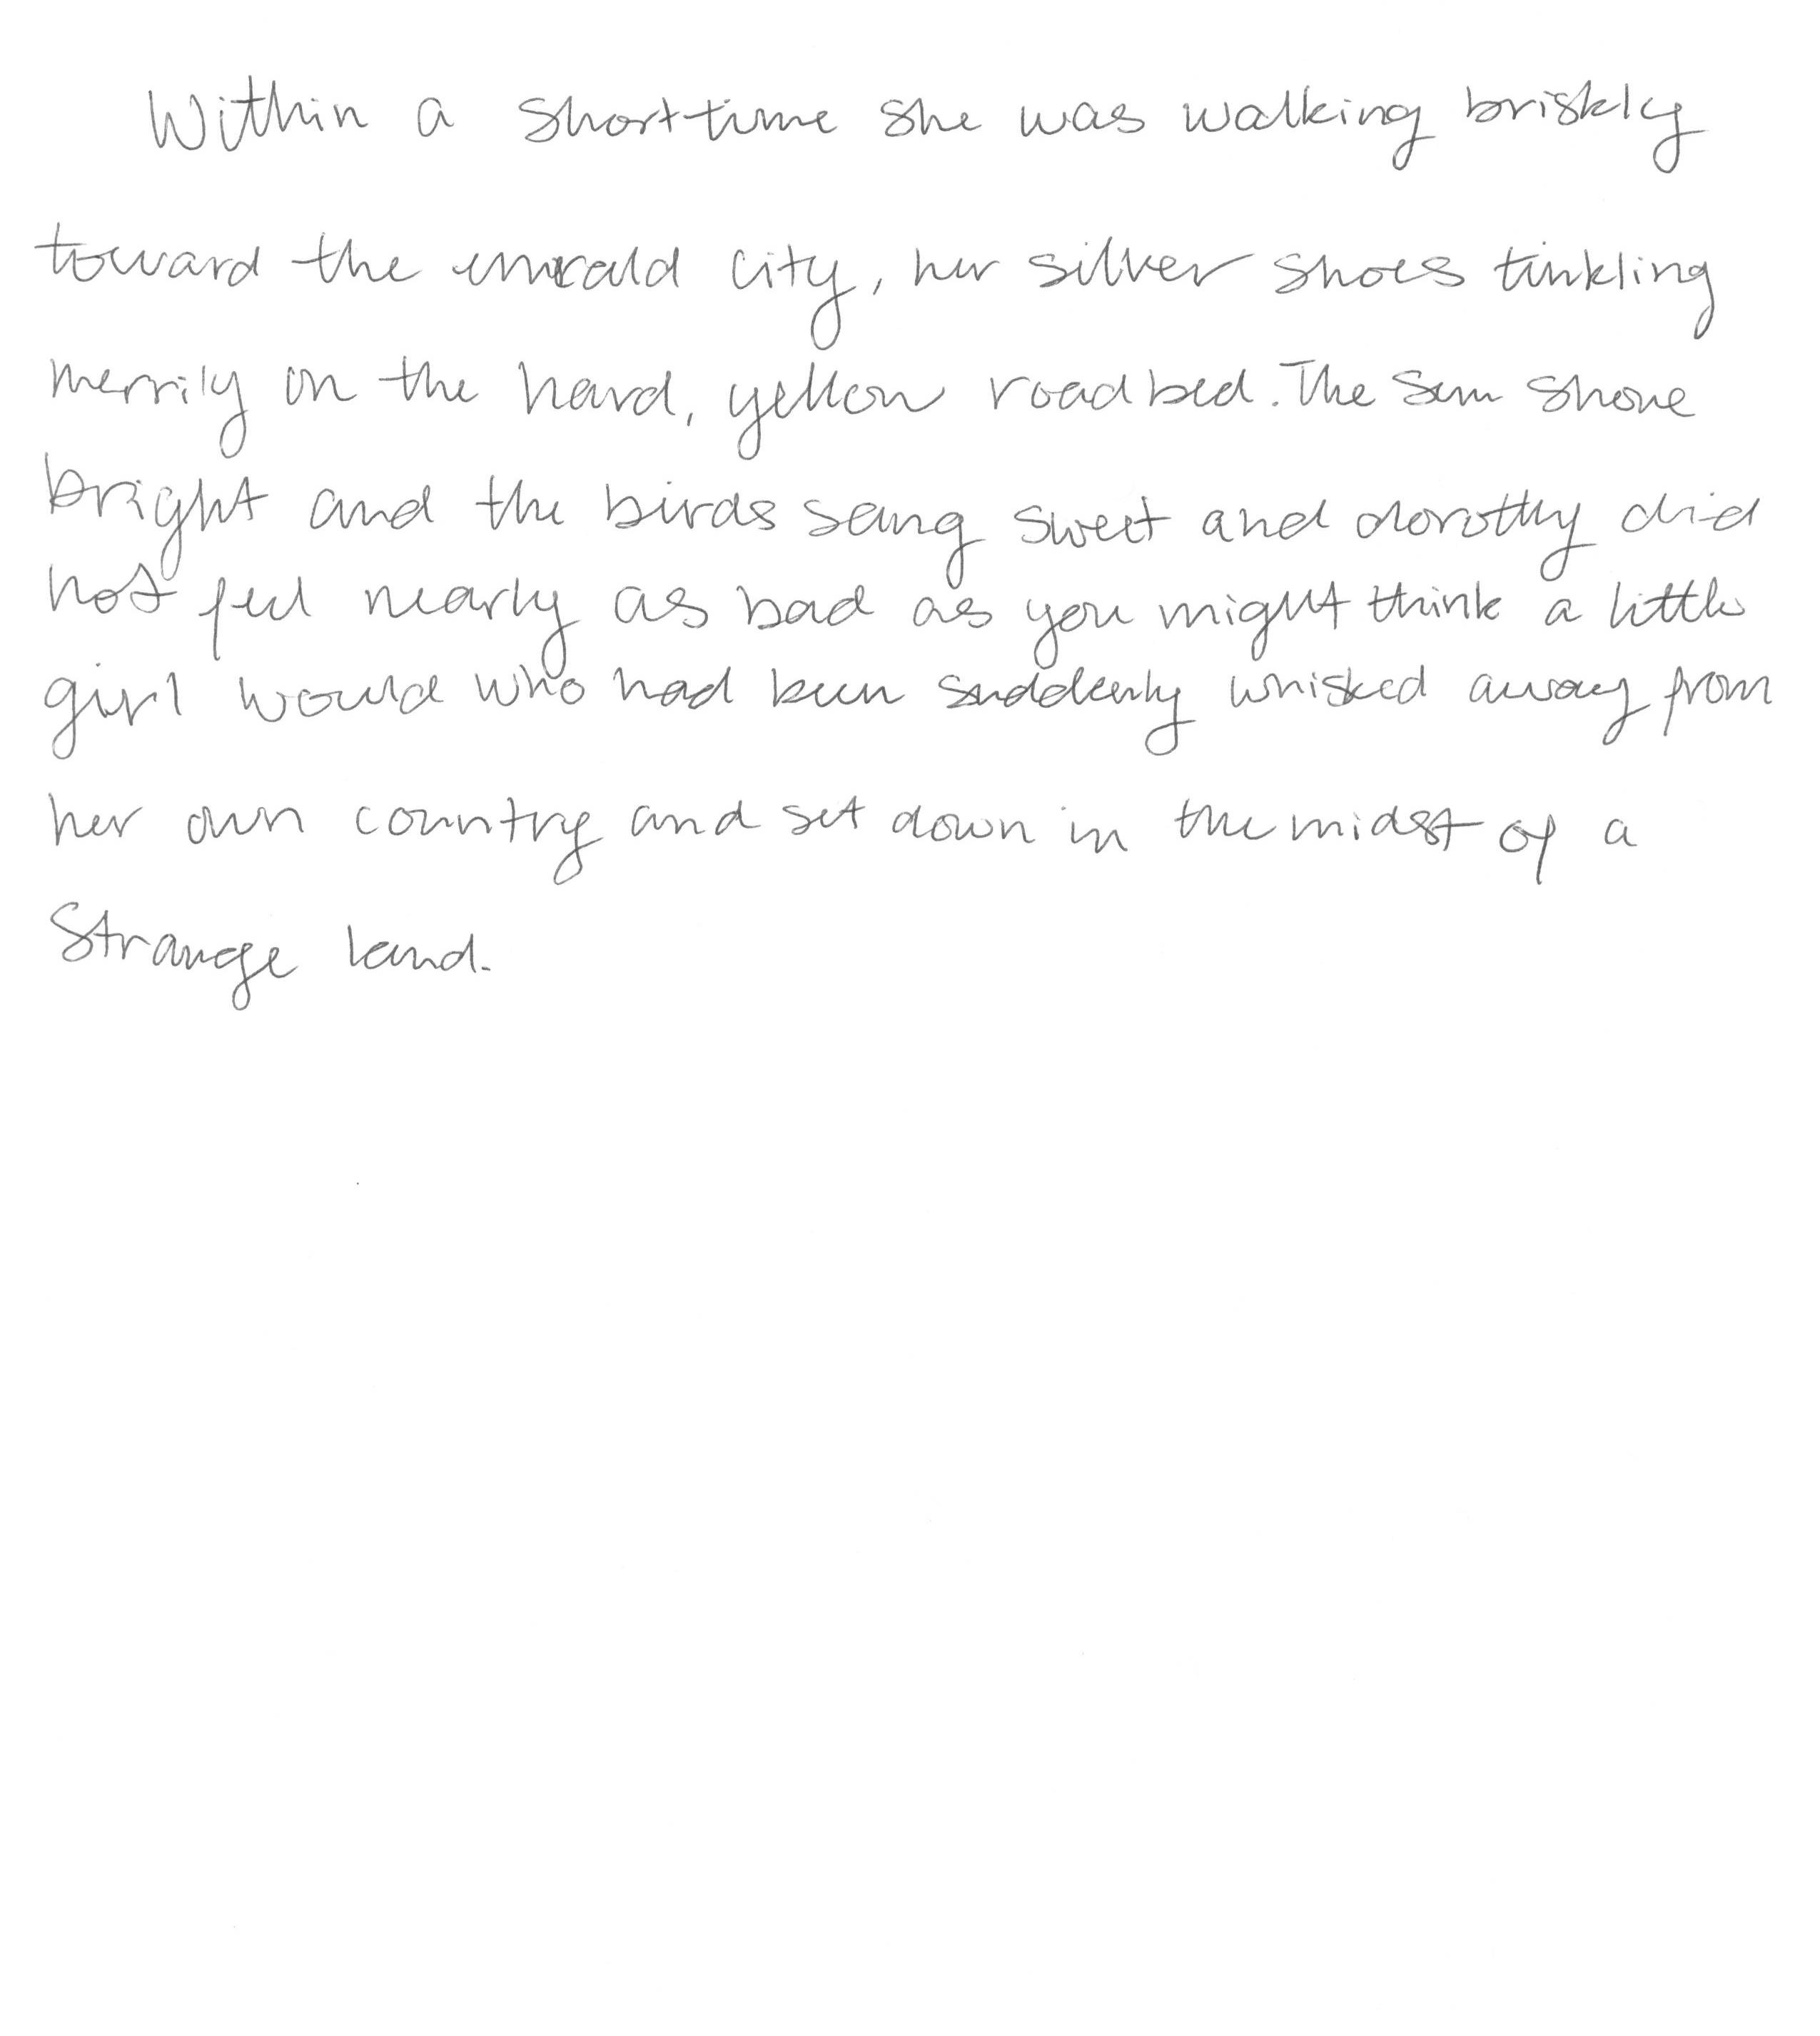 Within a short time she was walking briskly
toward the emerald city, her silver shoes tinkling
merrily on the hard, yellow roadbed. The sun shone
bright and the birds sang sweet and dorothy did
not feel nearly as bad as you might think a little
girl would who had been suddenly whisked away from
her own country and set down in the midst of a
Strange land.